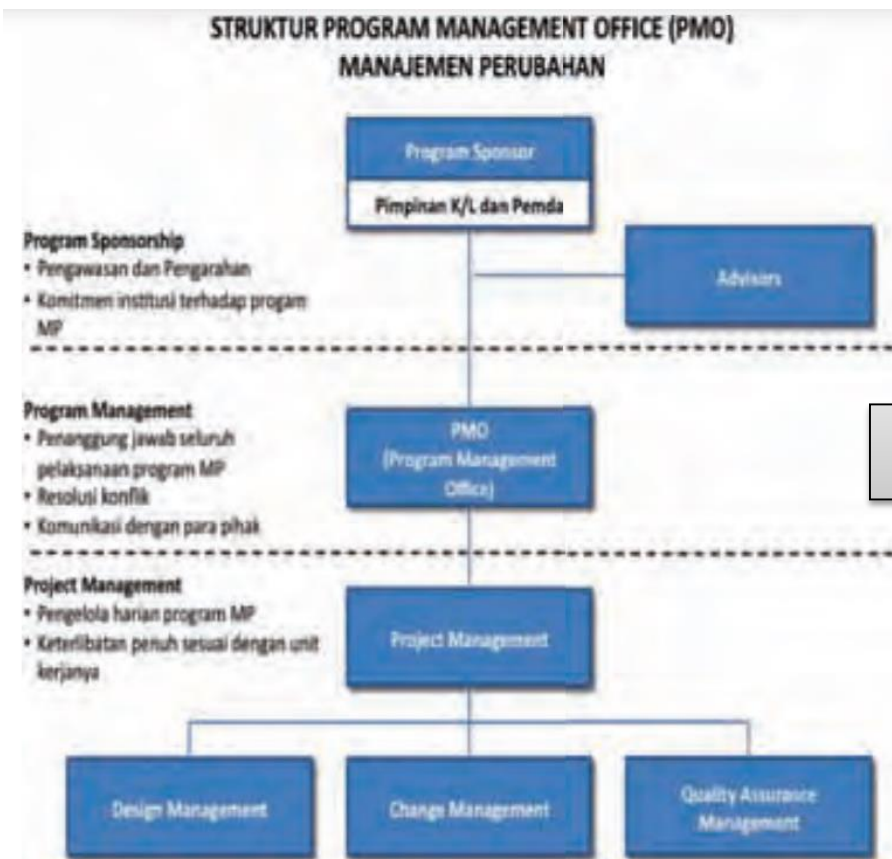 STRUKTUR PROGRAM MANAGEMENT OFFICE (PMO)
MANAJEMEN PERUBAHAN
Program Sponsor
Pimpinan K/L dan Pemda
Program Sponsorship
• Pengawasan dan Pengarahan
• Komitmen institusi terhadap progam
MP
Advisors
Program Management
• Penanggung jawab seluruh
pelaksanaan program MP
• Resolusi konflik
• Komunikasi dengan para pihak
PMO
(Program Management
Office)
Project Management
• Pengelola harian program MP
• Keterlibatan penuh sesuai dengan unit
kerjanya
Project Management
Design Management
Change Management
Quality Assurance
Management